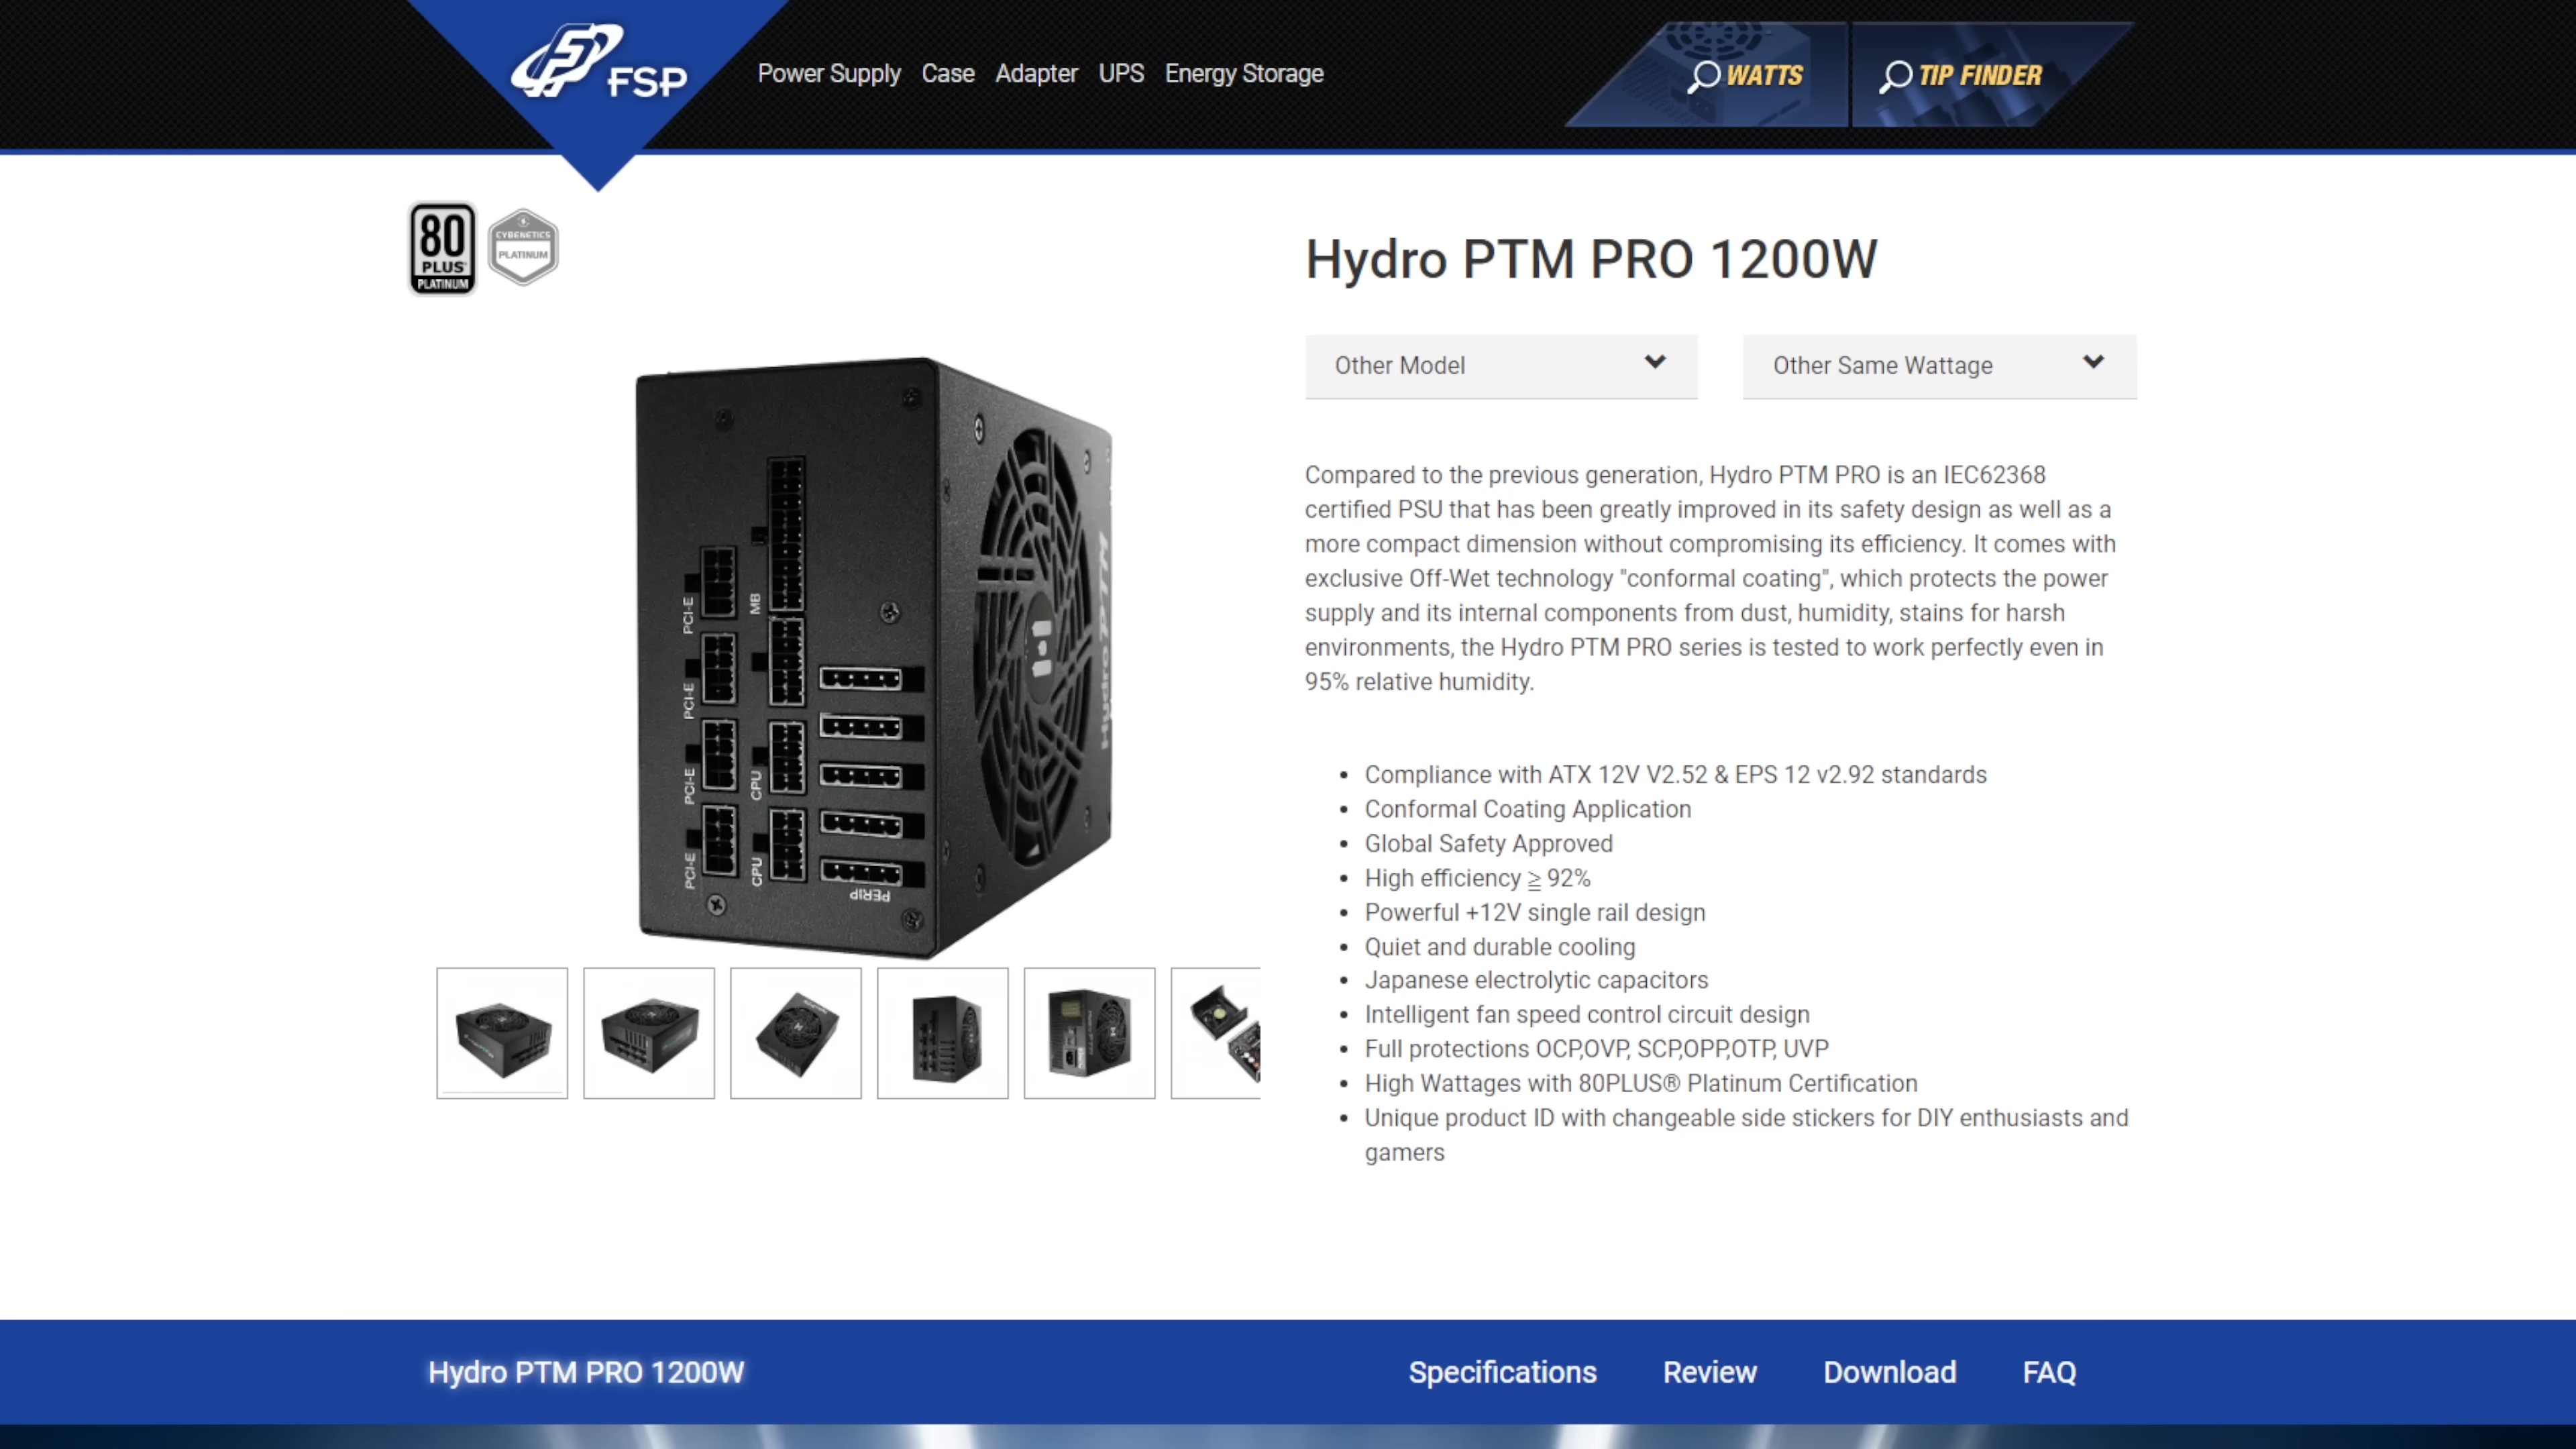 FSP
Power Supply Case Adapter UPS Energy Storage
WATTS
TIP FINDER
80
PLUS
PLATINUM
CYBENETICS
PLATINUM
Hydro PTM PRO 1200W
Other Model
Other Same Wattage
Compared to the previous generation, Hydro PTM PRO is an IEC62368
certified PSU that has been greatly improved in its safety design as well as a
more compact dimension without compromising its efficiency. It comes with
exclusive Off-Wet technology "conformal coating", which protects the power
supply and its internal components from dust, humidity, stains for harsh
environments, the Hydro PTM PRO series is tested to work perfectly even in
95% relative humidity.
• Compliance with ATX 12V V2.52 & EPS 12 v2.92 standards
• Conformal Coating Application
• Global Safety Approved
• High efficiency ≧ 92%
• Powerful +12V single rail design
• Quiet and durable cooling
• Japanese electrolytic capacitors
• Intelligent fan speed control circuit design
• Full protections OCP,OVP, SCP,OPP,OTP, UVP
• High Wattages with 80PLUS® Platinum Certification
• Unique product ID with changeable side stickers for DIY enthusiasts and
gamers
PCI-E
PCI-E
PCI-E
PCI-E
MB
CPU
CPU
PERIP
Hydro PTM
Hydro PTM PRO 1200W
Specifications Review Download FAQ